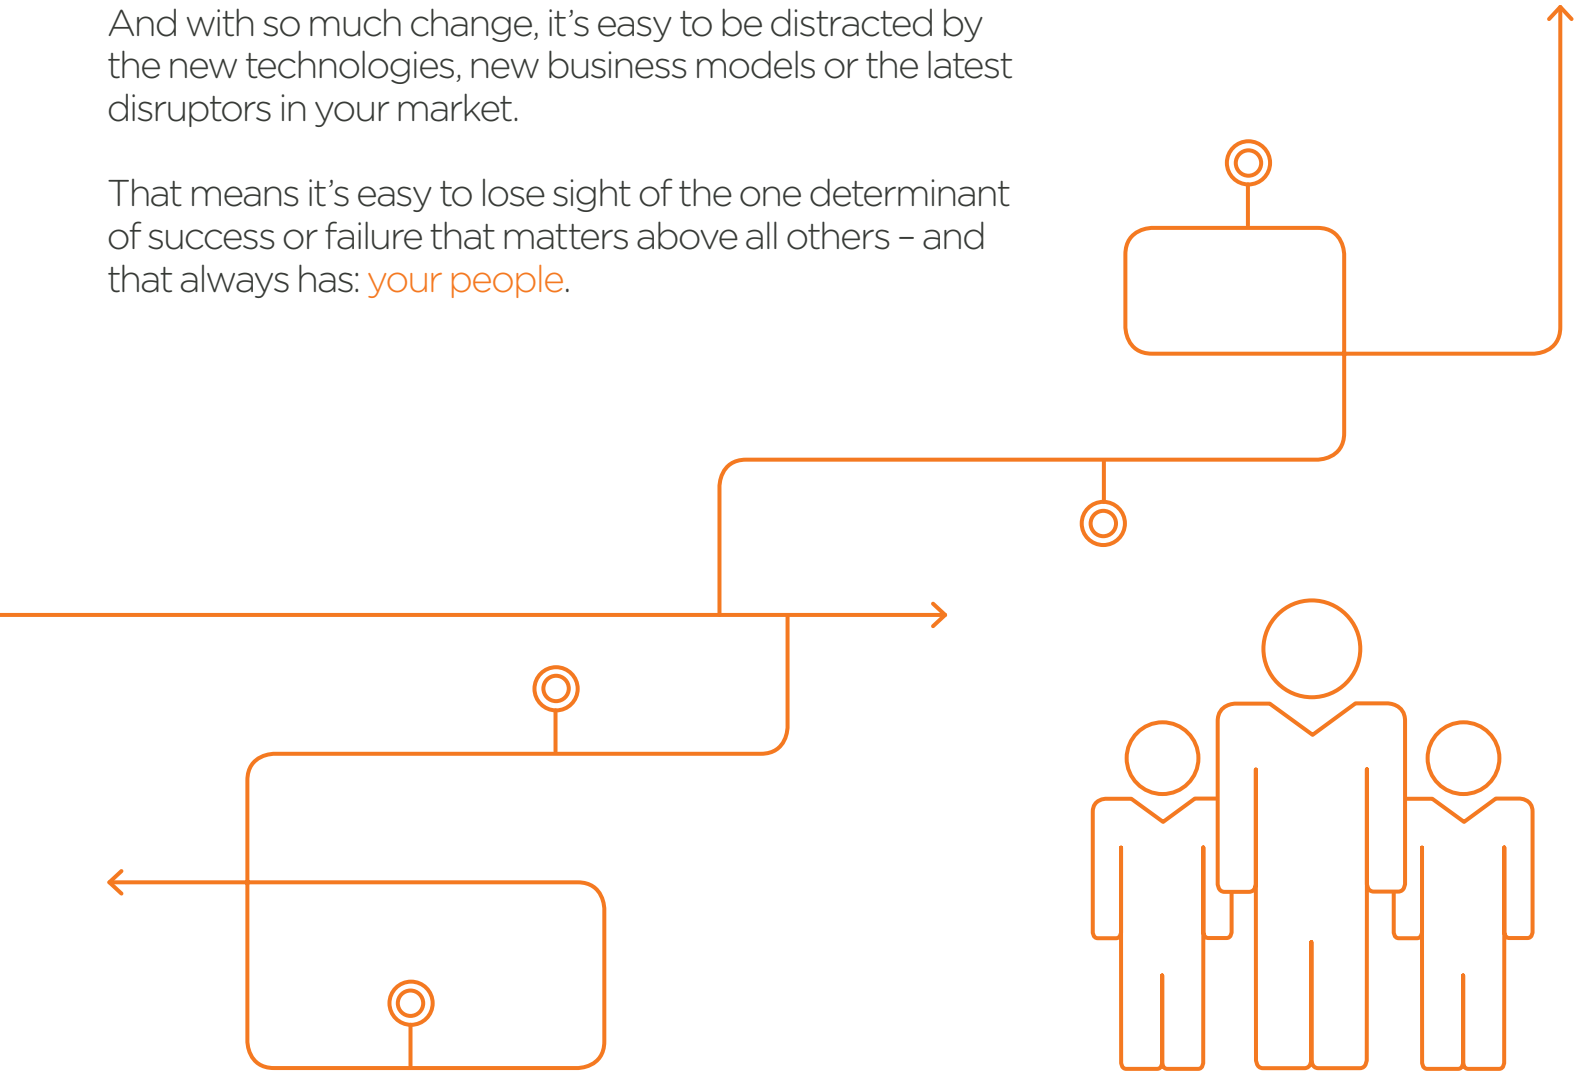 And with so much change, it’s easy to be distracted by
the new technologies, new business models or the latest
disruptors in your market.
That means it’s easy to lose sight of the one determinant
of success or failure that matters above all others – and
that always has: your people.